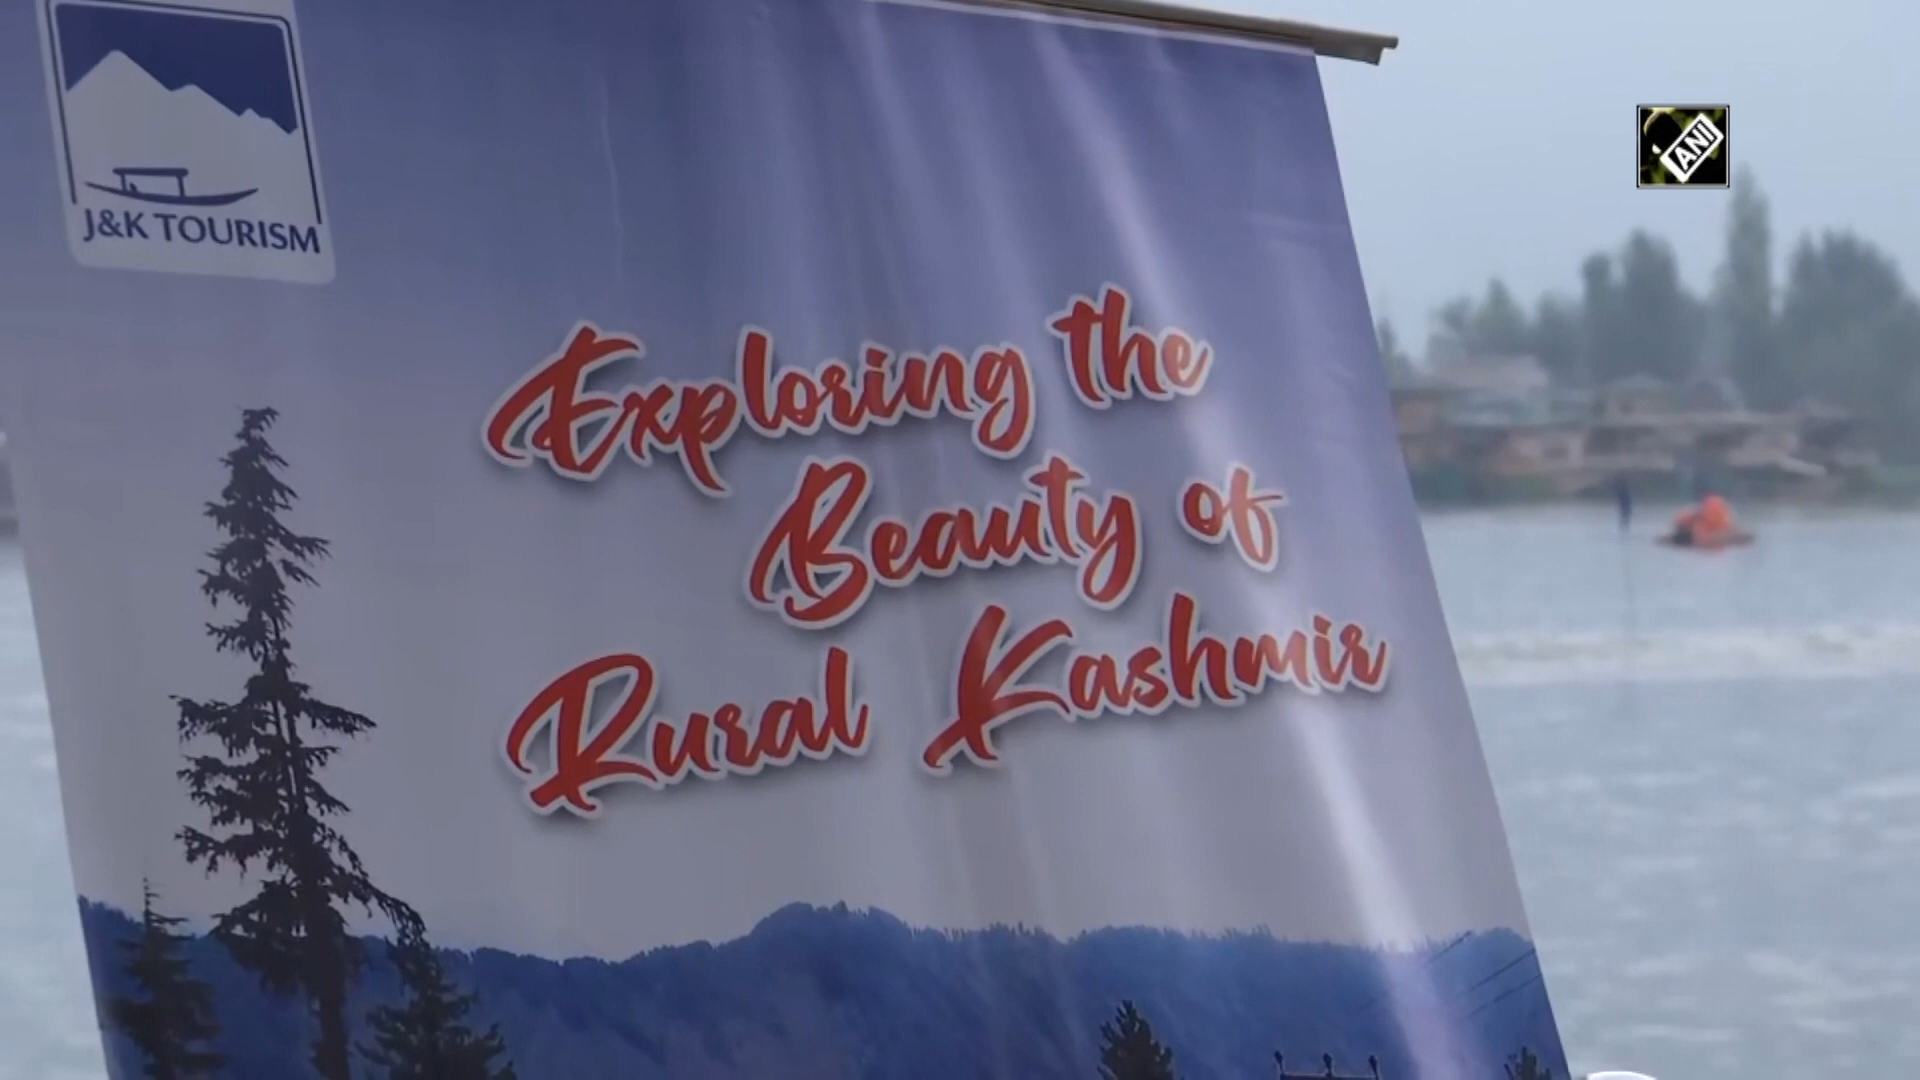 J&K TOURISM
ANI
Exploring the
Beauty of
Rural Kashmir